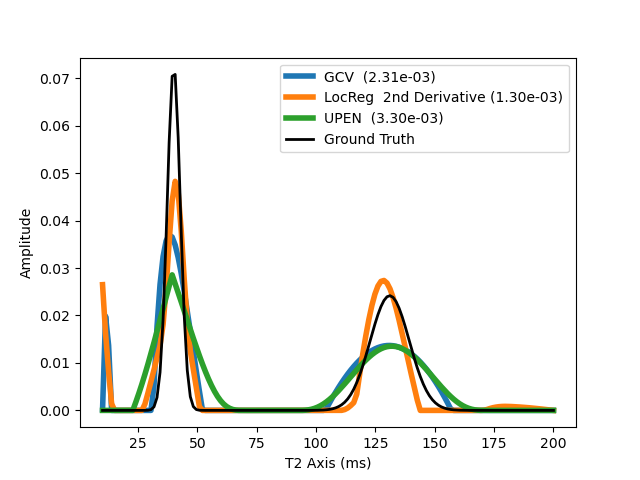 GCV (2.31e-03)
LocReg 2nd Derivative (1.30e-03)
UPEN (3.30e-03)
Ground Truth
Amplitude
0.07
0.06
0.05
0.04
0.03
0.02
0.01
0.00
25 50 75 100 125 150 175 200
T2 Axis (ms)